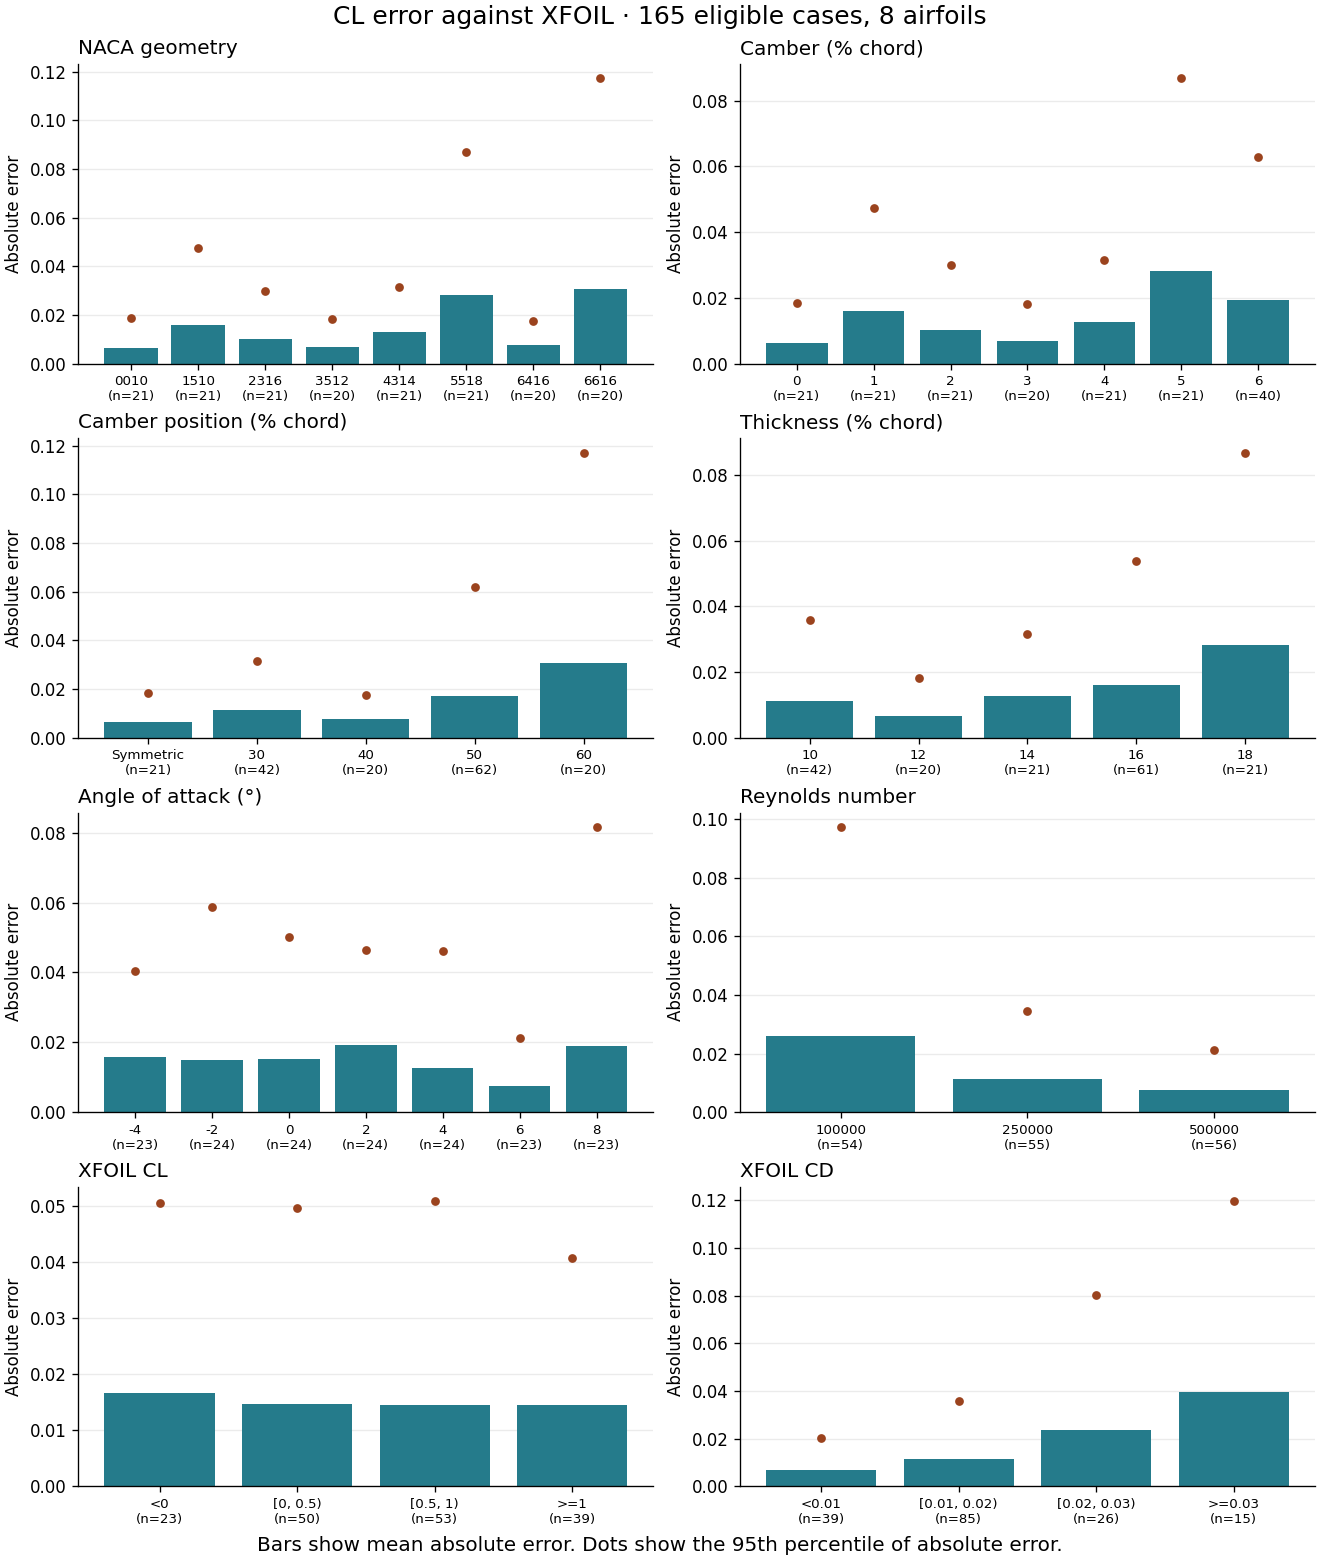 CL error against XFOIL · 165 eligible cases, 8 airfoils
NACA geometry
Absolute error
0.12
0.10
0.08
0.06
0.04
0.02
0.00
0010 1510 2316 3512 4314 5518 6416 6616
(n=21) (n=21) (n=21) (n=20) (n=21) (n=21) (n=20) (n=20)
Camber (% chord)
Absolute error
0.08
0.06
0.04
0.02
0.00
0 1 2 3 4 5 6
(n=21) (n=21) (n=21) (n=20) (n=21) (n=21) (n=40)
Camber position (% chord)
Absolute error
0.12
0.10
0.08
0.06
0.04
0.02
0.00
Symmetric 30 40 50 60
(n=21) (n=42) (n=20) (n=62) (n=20)
Thickness (% chord)
Absolute error
0.08
0.06
0.04
0.02
0.00
10 12 14 16 18
(n=42) (n=20) (n=21) (n=61) (n=21)
Angle of attack (°)
Absolute error
0.08
0.06
0.04
0.02
0.00
-4 -2 0 2 4 6 8
(n=23) (n=24) (n=24) (n=24) (n=24) (n=23) (n=23)
Reynolds number
Absolute error
0.10
0.08
0.06
0.04
0.02
0.00
100000 250000 500000
(n=54) (n=55) (n=56)
XFOIL CL
Absolute error
0.05
0.04
0.03
0.02
0.01
0.00
<0 [0, 0.5) [0.5, 1) >=1
(n=23) (n=50) (n=53) (n=39)
XFOIL CD
Absolute error
0.12
0.10
0.08
0.06
0.04
0.02
0.00
<0.01 [0.01, 0.02) [0.02, 0.03) >=0.03
(n=39) (n=85) (n=26) (n=15)
Bars show mean absolute error. Dots show the 95th percentile of absolute error.